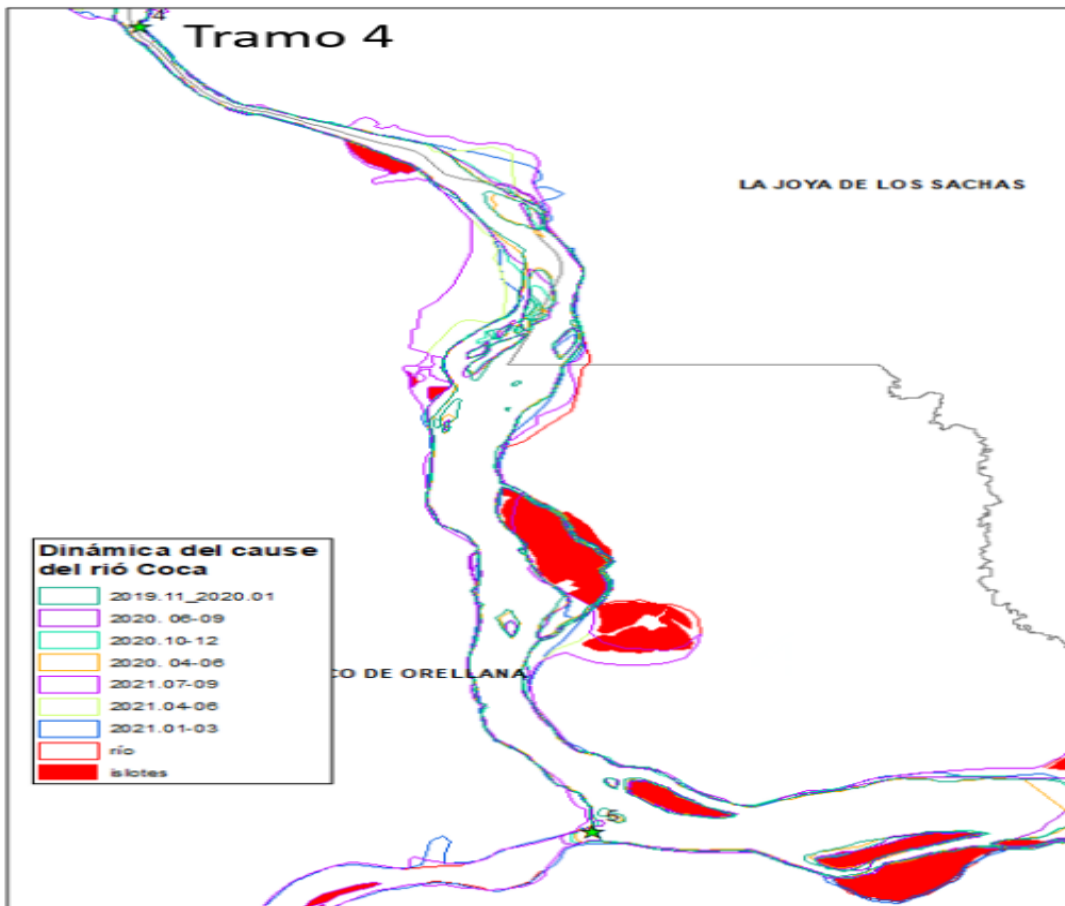 4
Tramo 4
LA JOYA DE LOS SACHAS
Dinámica del cause
del rió Coca
2019.11_2020.01
2020. 06-09
2020.10-12
2020. 04-06
2021.07-09
2021.04-06
2021.01-03
río
islotes
CO DE ORELLANA
5